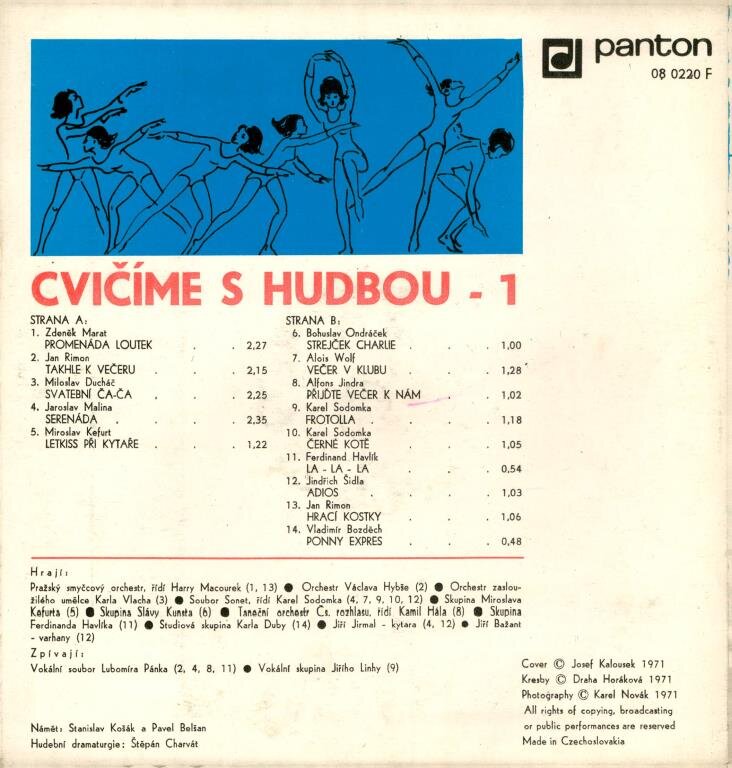 panton
08 0220 F
CVIČÍME S HUDBOU - 1
STRANA A:
1. Zdeněk Marat
PROMENÁDA LOUTEK . . 2,27
2. Jan Rimon
TAKHLE K VEČERU . . 2,15
3. Miloslav Ducháč
SVATEBNÍ ČA-ČA . . . 2,25
4. Jaroslav Malina
SERENÁDA . . . . 2,35
5. Miroslav Kefurt
LETKISS PŘI KYTAŘE . . . 1,22
STRANA B:
6. Bohuslav Ondráček
STREJČEK CHARLIE . . . 1,00
7. Alois Wolf
VEČER V KLUBU . . . 1,28
8. Alfons Jindra
PŘIJĎTE VEČER K NÁM . . . 1,02
9. Karel Sodomka
FROTOLLA . . . . 1,18
10. Karel Sodomka
ČERNÉ KOTĚ . . . 1,05
11. Ferdinand Havlík
LA - LA - LA . . . 0,54
12. Jindřich Šidla
ADIOS . . . . 1,03
13. Jan Rimon
HRACÍ KOSTKY . . . 1,06
14. Vladimír Bozděch
PONNY EXPRES . . . 0,48
Hrají:
Pražský smyčcový orchestr, řídí Harry Macourek (1, 13) ● Orchestr Václava Hybše (2) ● Orchestr zaslou-
žilého umělce Karla Vlacha (3) ● Soubor Sonet, řídí Karel Sodomka (4, 7, 9, 10, 12) ● Skupina Miroslava
Kefurta (5) ● Skupina Slávy Kunsta (6) ● Taneční orchestr Čs. rozhlasu, řídí Kamil Hála (8) ● Skupina
Ferdinanda Havlíka (11) ● Studiová skupina Karla Duby (14) ● Jiří Jirmal - kytara (4, 12) ● Jiří Bažant
- varhany (12)
Zpívají:
Vokální soubor Lubomíra Pánka (2, 4, 8, 11) ● Vokální skupina Jiřího Linhy (9)
Námět: Stanislav Košák a Pavel Belšan
Hudební dramaturgie: Štěpán Charvát
Cover © Josef Kalousek 1971
Kresby © Draha Horáková 1971
Photography © Karel Novák 1971
All rights of copying, broadcasting
or public performances are reserved
Made in Czechoslovakia